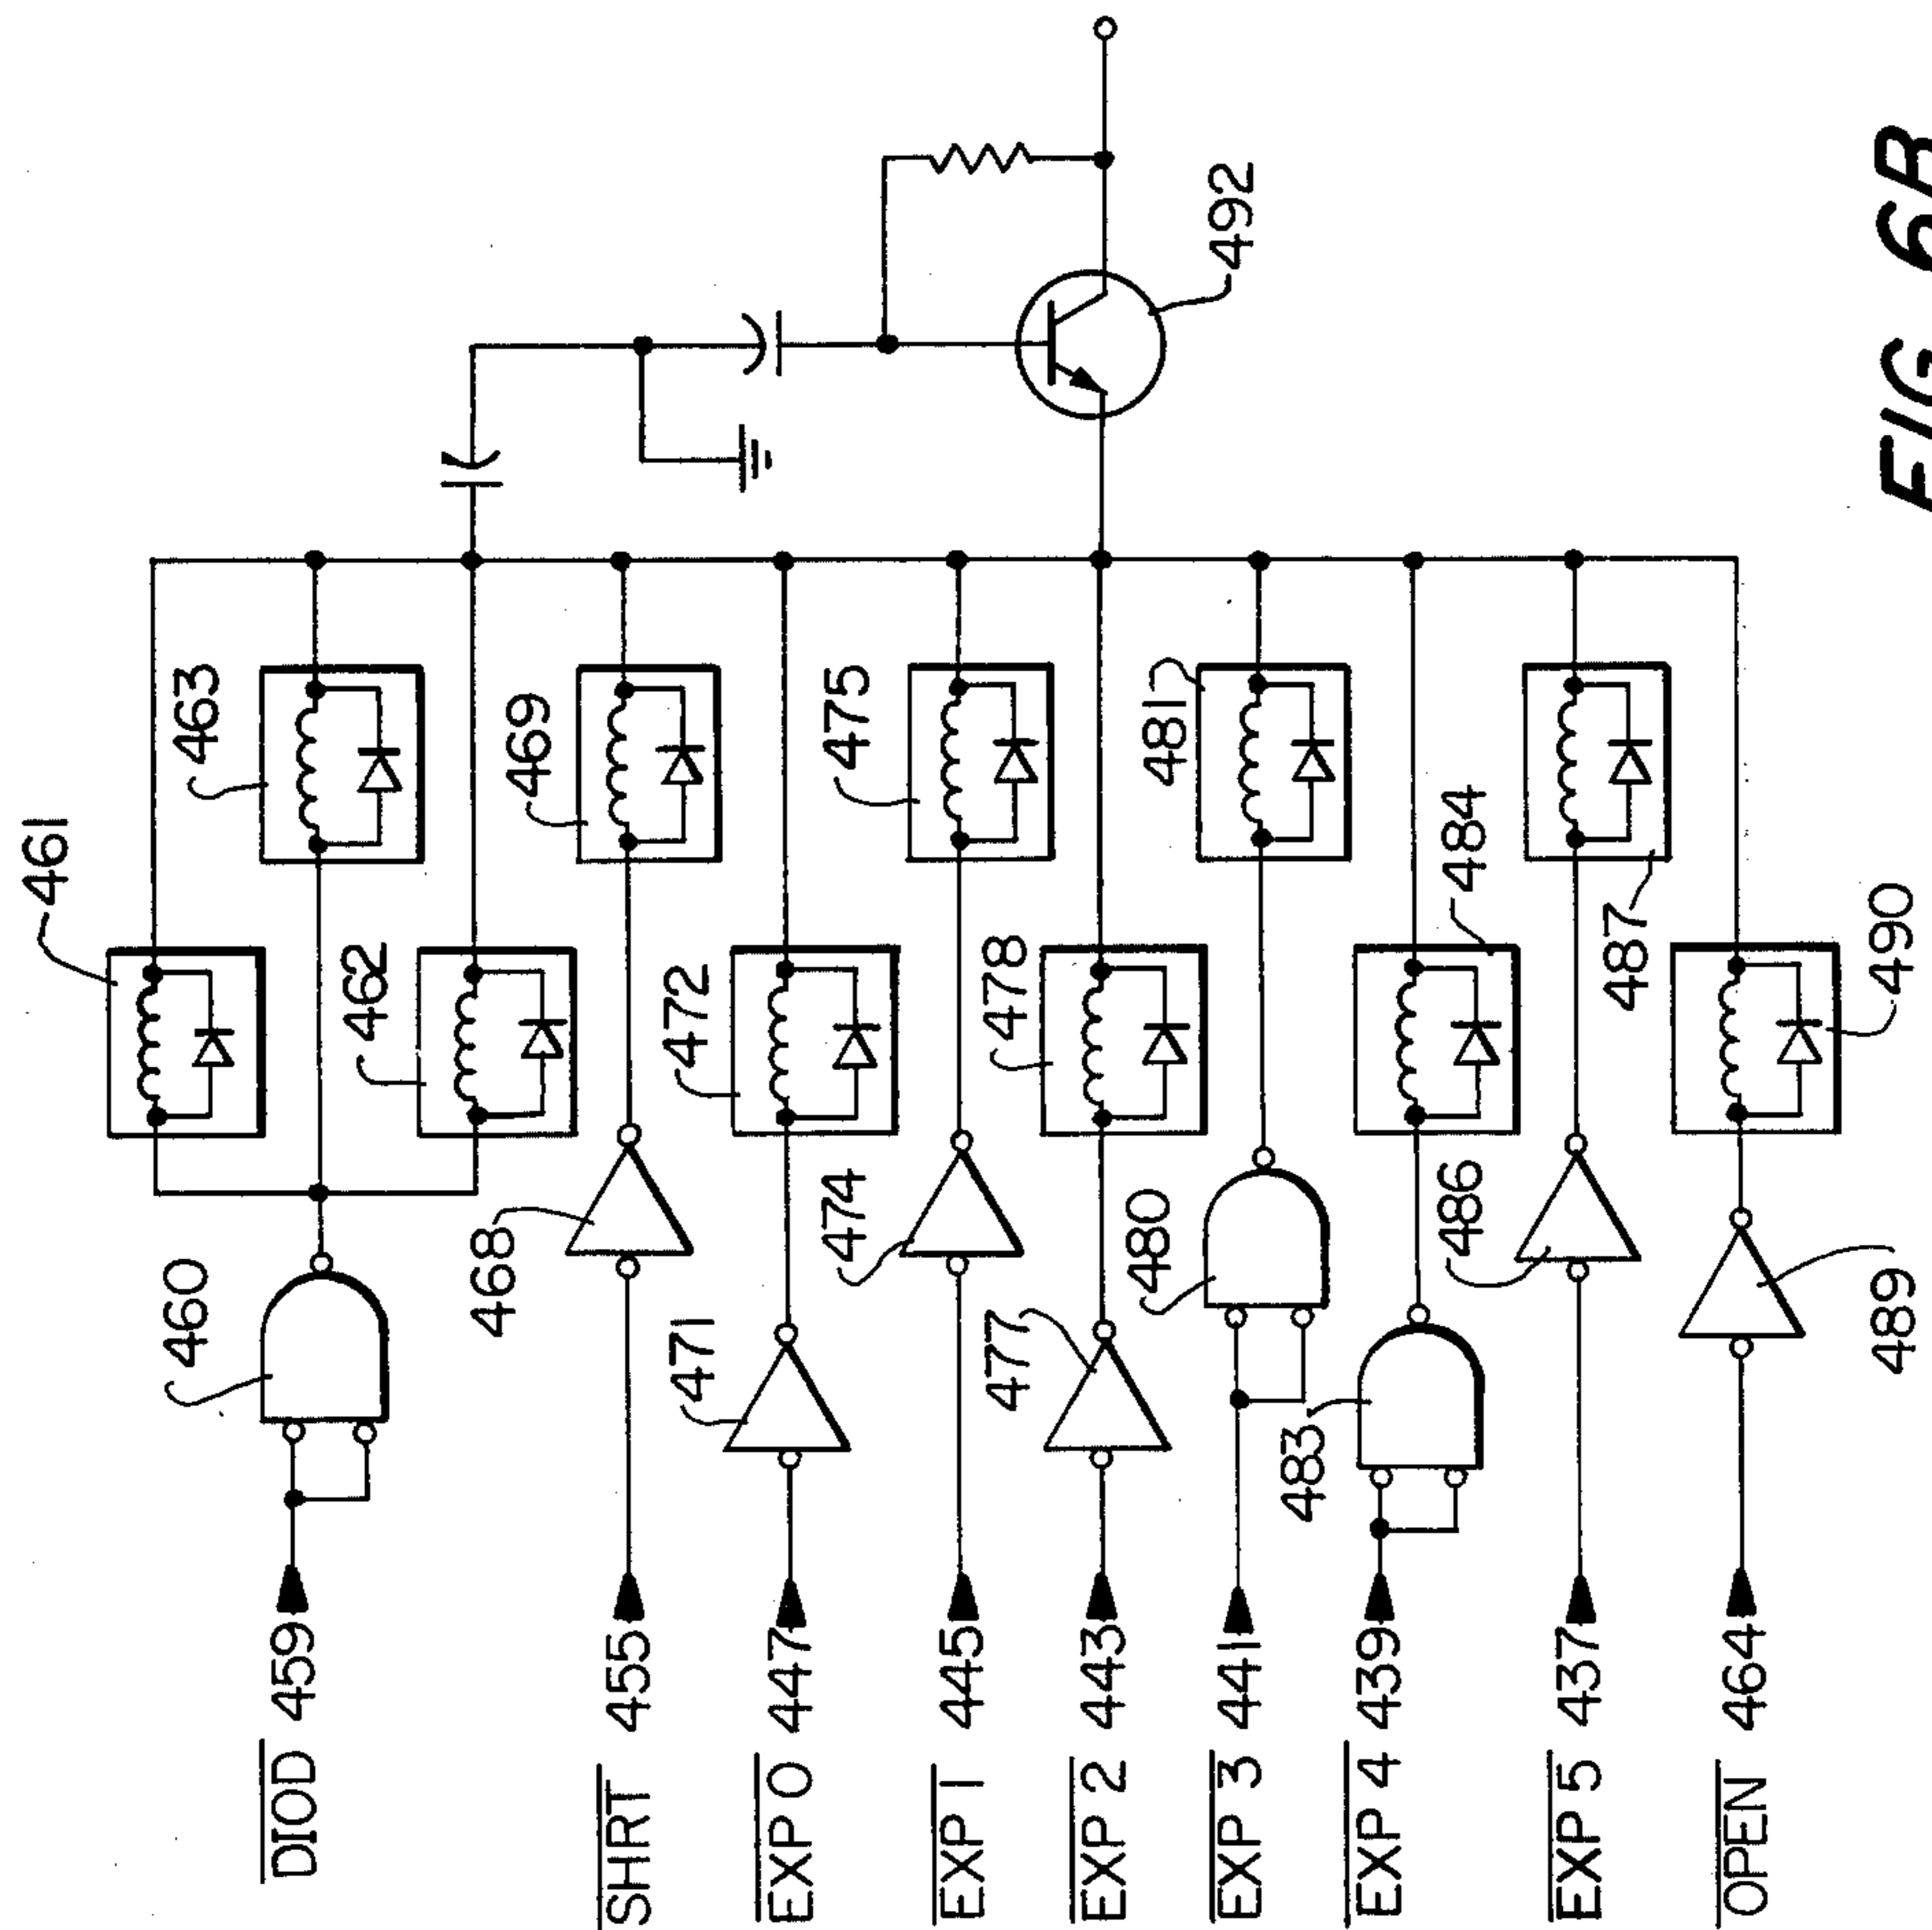 461
463
462
460
DIOD 459
469
468
SHRT 455
472
471
EXP 0 447
475
474
EXP 1 445
478
477
EXP 2 443
481
480
EXP 3 441
484
483
EXP 4 439
487
486
EXP 5 437
490
489
OPEN 464
492
FIG 6B